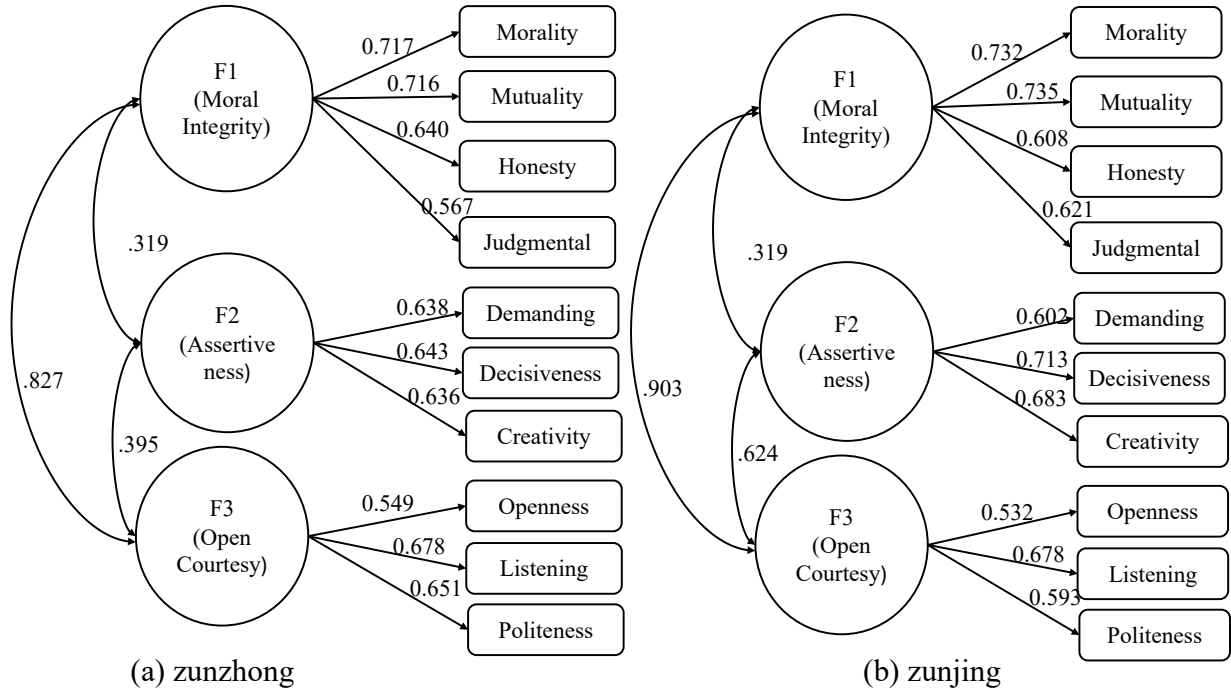 F1
(Moral
Integrity)
0.717
Morality
0.716
Mutuality
0.640
Honesty
0.567
Judgmental
.319
F2
(Assertive
ness)
0.638
Demanding
0.643
Decisiveness
0.636
Creativity
.827
.395
F3
(Open
Courtesy)
0.549
Openness
0.678
Listening
0.651
Politeness
(a) zunzhong
F1
(Moral
Integrity)
0.732
Morality
0.735
Mutuality
0.608
Honesty
0.621
Judgmental
.319
F2
(Assertive
ness)
0.602
Demanding
0.713
Decisiveness
0.683
Creativity
.903
.624
F3
(Open
Courtesy)
0.532
Openness
0.678
Listening
0.593
Politeness
(b) zunjing